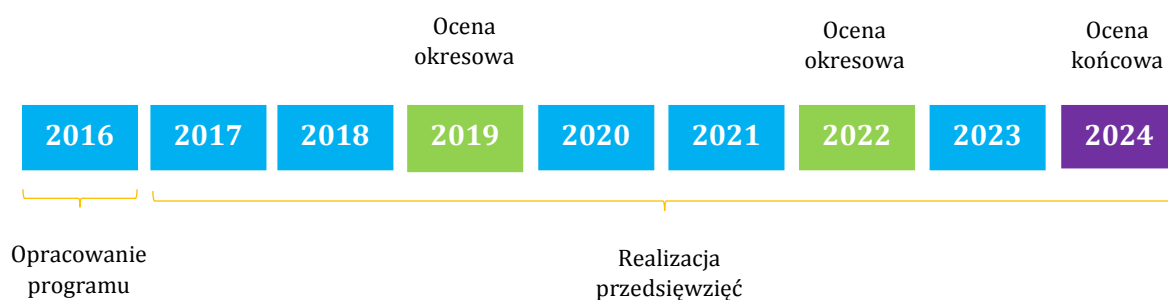 Ocena
okresowa
Ocena
okresowa
Ocena
końcowa
2016 2017 2018 2019 2020 2021 2022 2023 2024
Opracowanie
programu
Realizacja
przedsięwzięć